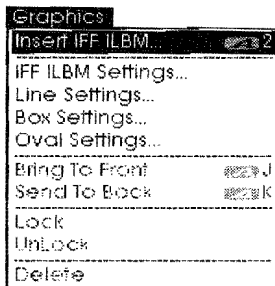 Graphics
Insert IFF ILBM... 2
IFF ILBM Settings...
Line Settings...
Box Settings...
Oval Settings...
Bring To Front J
Send To Back K
Lock
UnLock
Delete